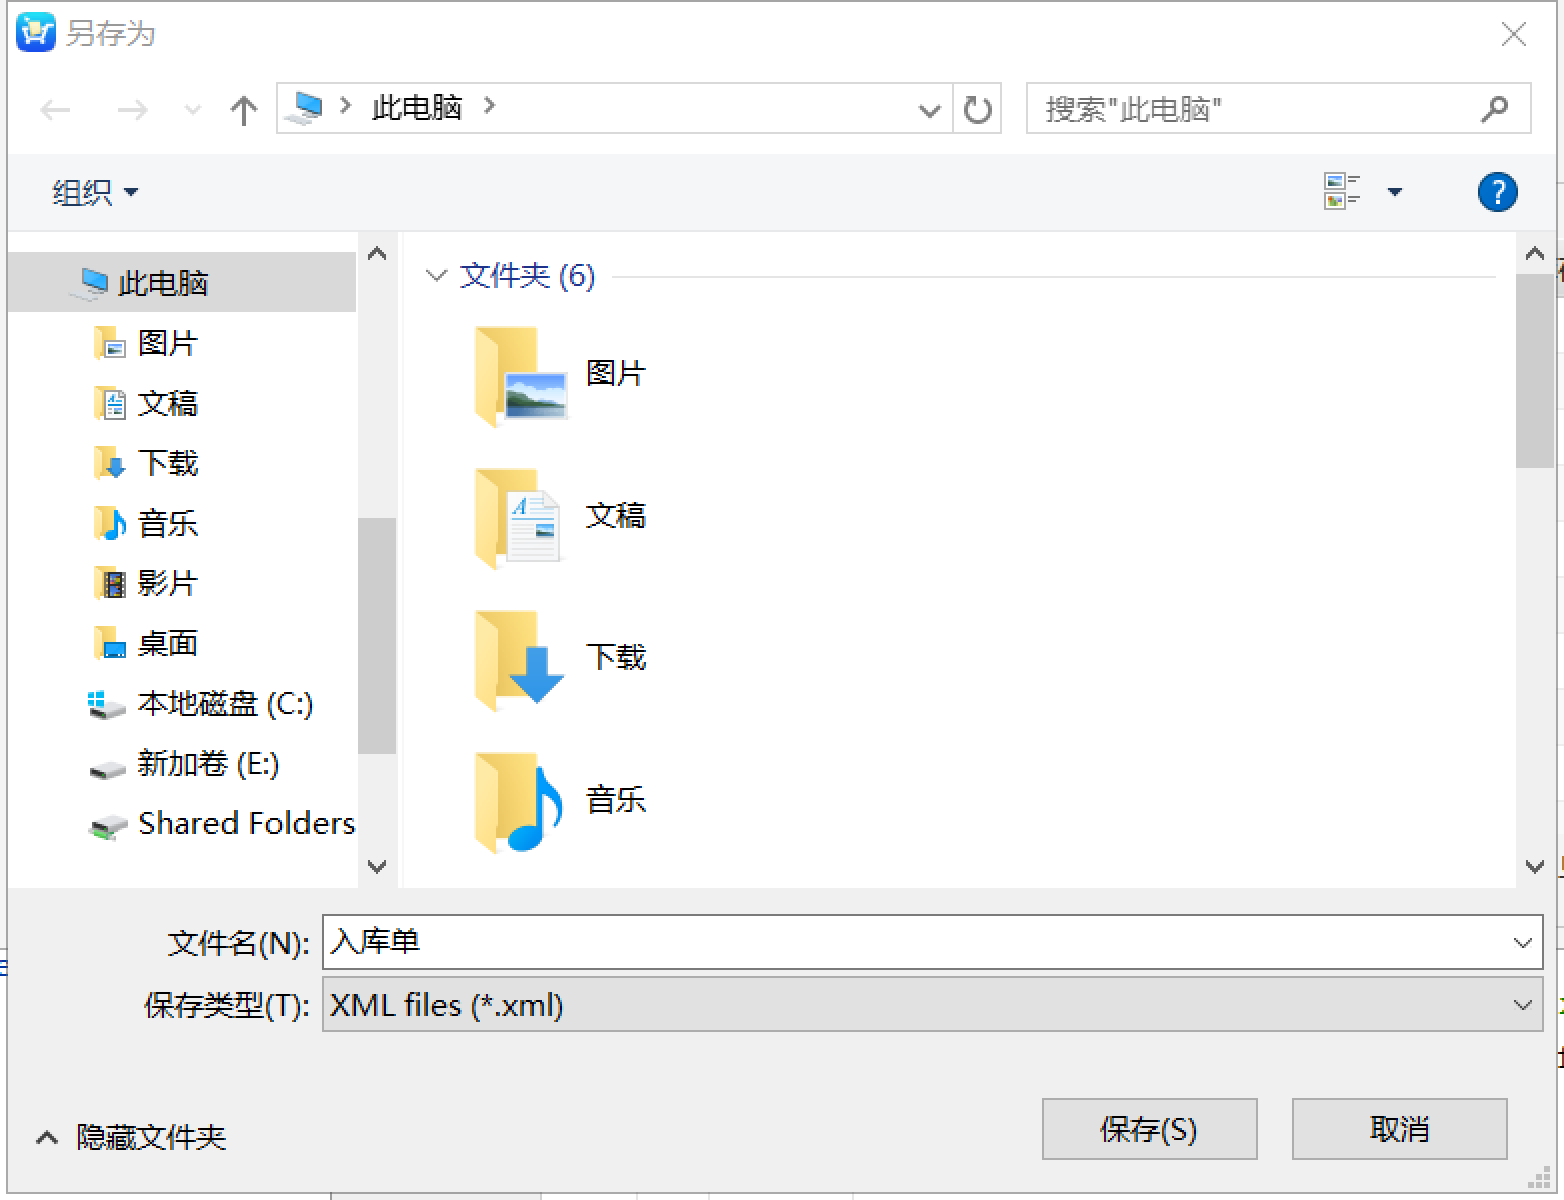 另存为
此电脑
搜索"此电脑"
组织
此电脑
图片
文稿
下载
音乐
影片
桌面
本地磁盘 (C:)
新加卷 (E:)
Shared Folders
文件夹 (6)
图片
文稿
下载
音乐
文件名(N): 入库单
保存类型(T): XML files (*.xml)
隐藏文件夹
保存(S)
取消